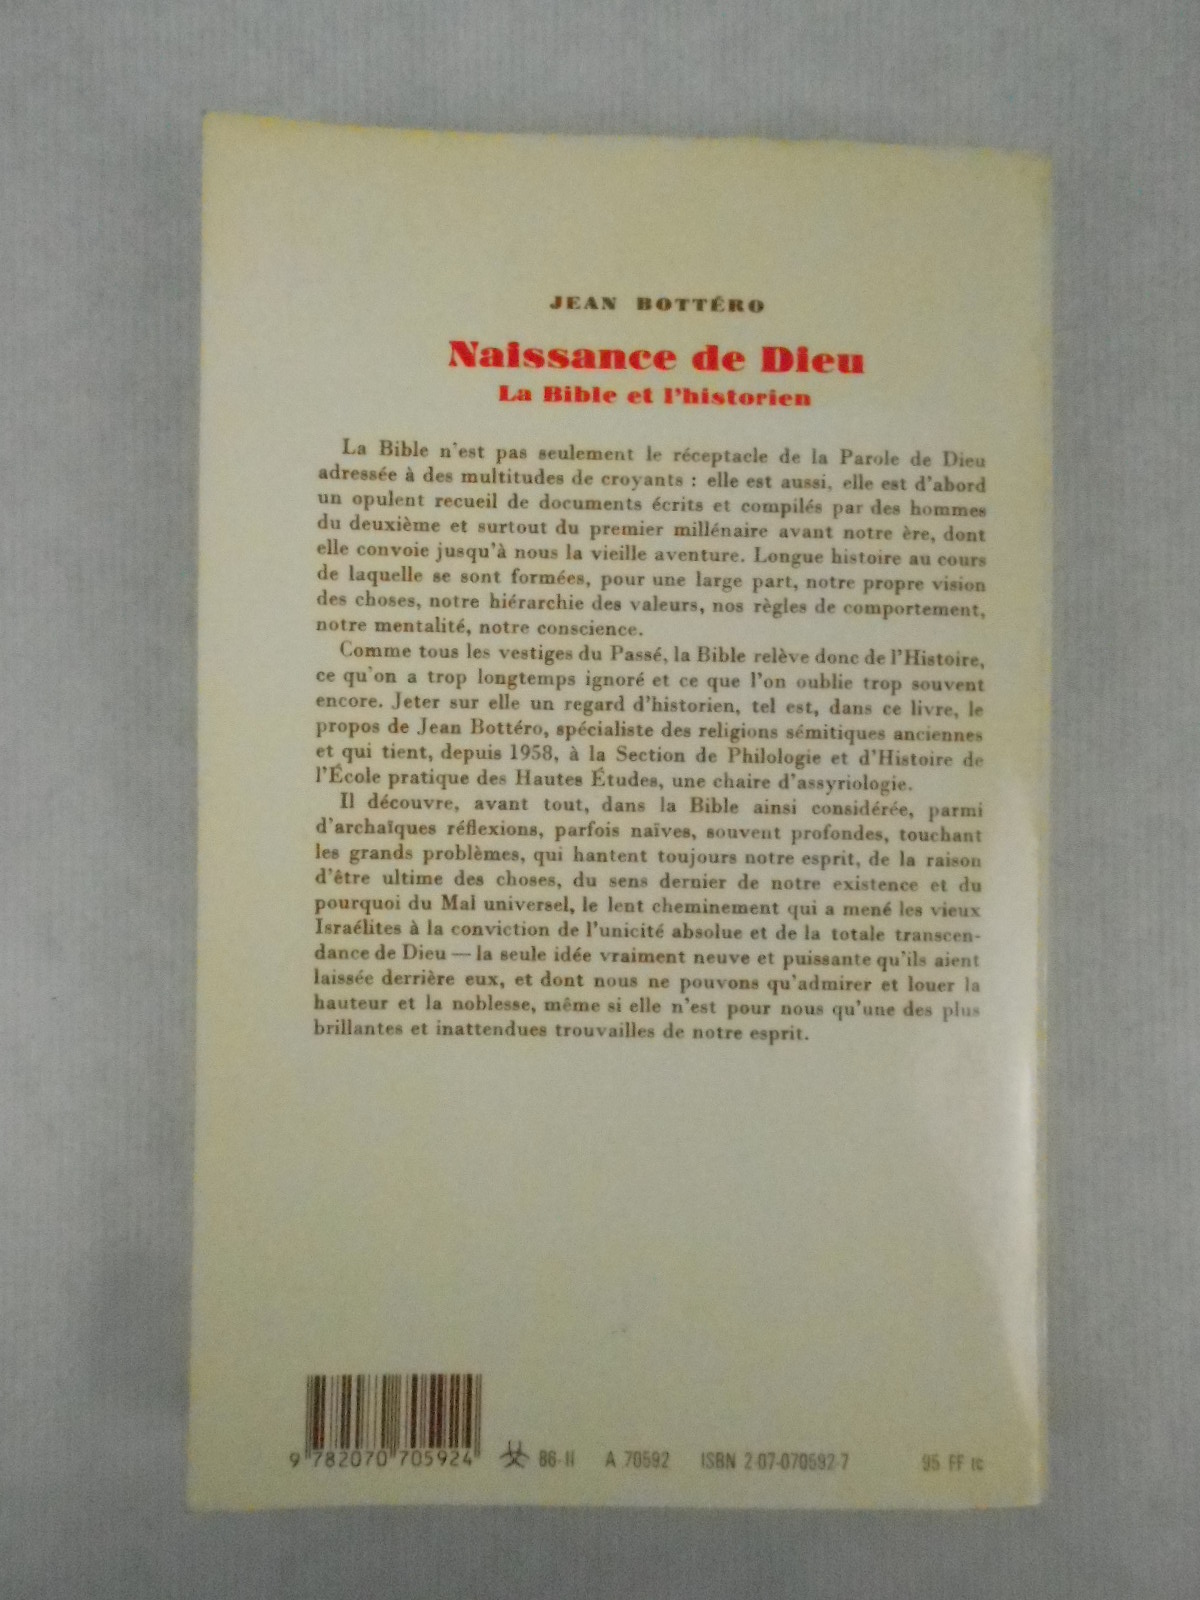 JEAN BOTTÉRO
Naissance de Dieu
La Bible et l'historien
La Bible n'est pas seulement le réceptacle de la Parole de Dieu
adressée à des multitudes de croyants : elle est aussi, elle est d'abord
un opulent recueil de documents écrits et compilés par des hommes
du deuxième et surtout du premier millénaire avant notre ère, dont
elle convoie jusqu'à nous la vieille aventure. Longue histoire au cours
de laquelle se sont formées, pour une large part, notre propre vision
des choses, notre hiérarchie des valeurs, nos règles de comportement,
notre mentalité, notre conscience.
Comme tous les vestiges du Passé, la Bible relève donc de l'Histoire,
ce qu'on a trop longtemps ignoré et ce que l'on oublie trop souvent
encore. Jeter sur elle un regard d'historien, tel est, dans ce livre, le
propos de Jean Bottéro, spécialiste des religions sémitiques anciennes
et qui tient, depuis 1958, à la Section de Philologie et d'Histoire de
l'École pratique des Hautes Études, une chaire d'assyriologie.
Il découvre, avant tout, dans la Bible ainsi considérée, parmi
d'archaïques réflexions, parfois naïves, souvent profondes, touchant
les grands problèmes, qui hantent toujours notre esprit, de la raison
d'être ultime des choses, du sens dernier de notre existence et du
pourquoi du Mal universel, le lent cheminement qui a mené les vieux
Israélites à la conviction de l'unicité absolue et de la totale transcen-
dance de Dieu — la seule idée vraiment neuve et puissante qu'ils aient
laissée derrière eux, et dont nous ne pouvons qu'admirer et louer la
hauteur et la noblesse, même si elle n'est pour nous qu'une des plus
brillantes et inattendues trouvailles de notre esprit.
9 782070 705924 86-II A 70592 ISBN 2-07-070592-7 95 FF tc